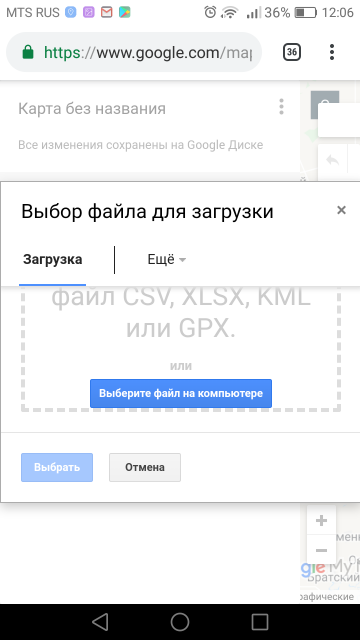 MTS RUS 36% 12:06
https://www.google.com/map 36
Карта без названия
Все изменения сохранены на Google Диске
Выбор файла для загрузки ×
Загрузка Ещё
файл CSV, XLSX, KML
или GPX.
или
Выберите файл на компьютере
Выбрать Отмена
+
−
gle My M
Братский